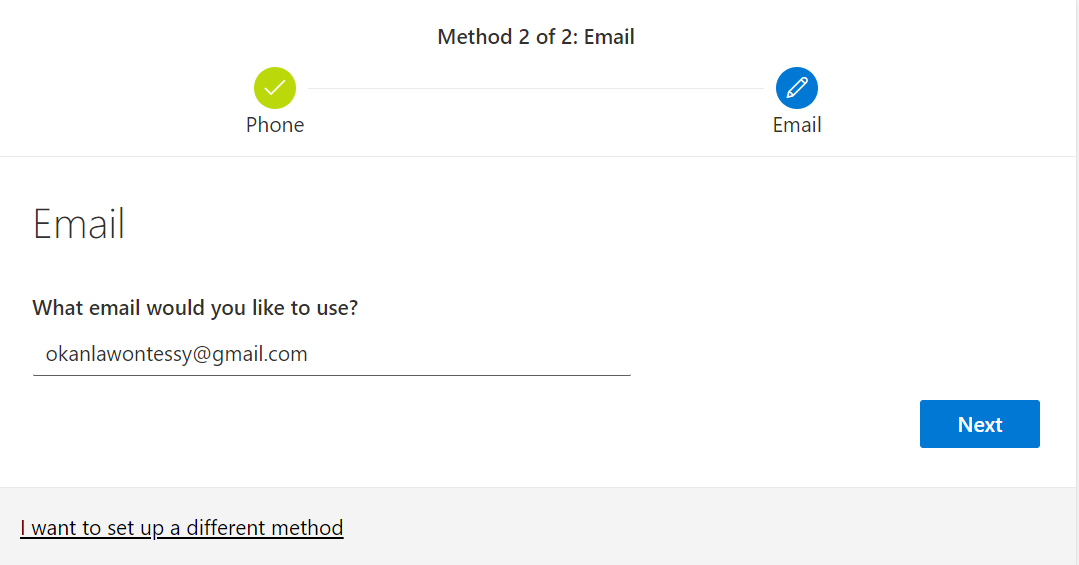 Method 2 of 2: Email
Phone
Email
Email
What email would you like to use?
okanlawontessy@gmail.com
Next
I want to set up a different method